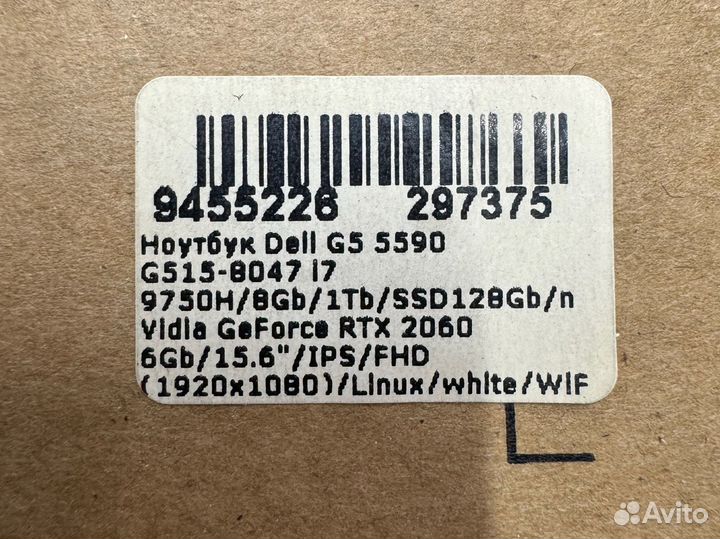 9455226 297375
Ноутбук Dell G5 5590
G515-8047 i7
9750H/8Gb/1Tb/SSD128Gb/n
Vidia GeForce RTX 2060
6Gb/15.6"/IPS/FHD
(1920x1080)/Linux/white/WiF
Avito